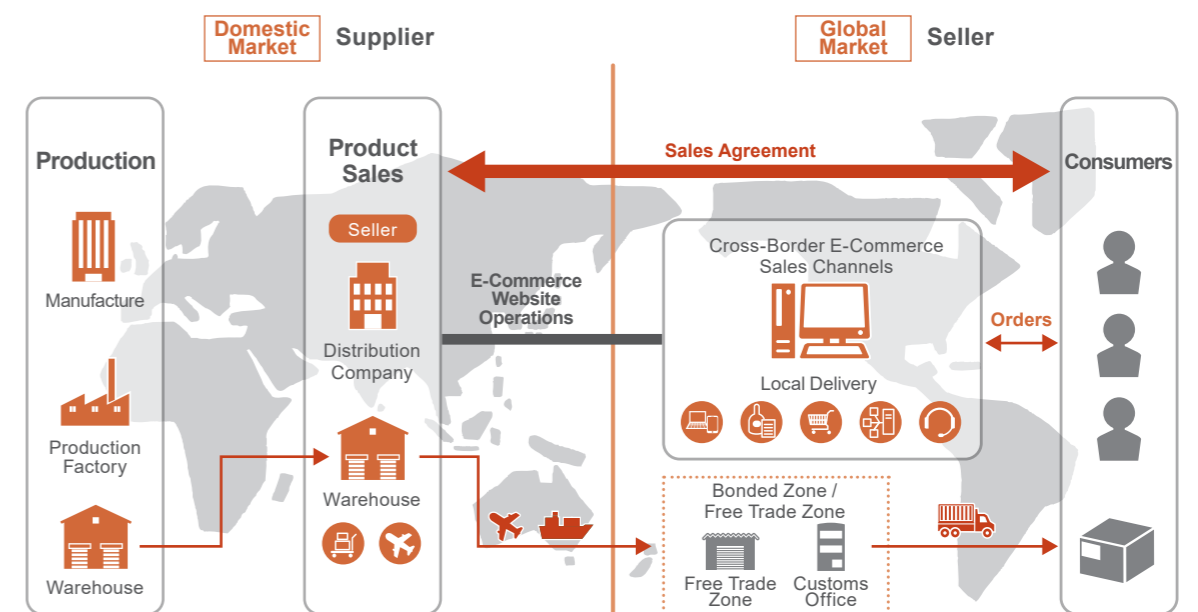 Domestic
Market
Supplier
Global
Market
Seller
Production
Manufacture
Production
Factory
Warehouse
Product
Sales
Seller
Distribution
Company
Warehouse
Sales Agreement
E-Commerce
Website
Operations
Cross-Border E-Commerce
Sales Channels
Local Delivery
Orders
Bonded Zone /
Free Trade Zone
Free Trade
Zone
Customs
Office
Consumers